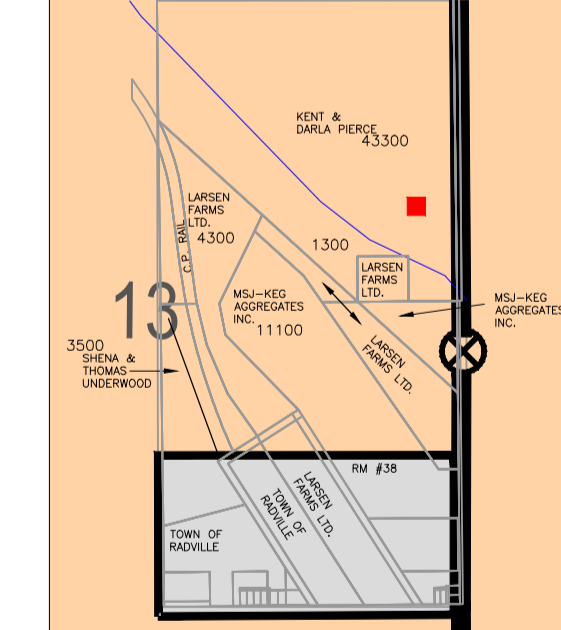 KENT &
DARLA PIERCE
43300
LARSEN
FARMS
LTD.
4300
C.P. RAIL
1300
LARSEN
FARMS
LTD.
MSJ-KEG
AGGREGATES
INC.
11100
MSJ-KEG
AGGREGATES
INC.
13
LARSEN
FARMS LTD.
3500
SHENA &
THOMAS
UNDERWOOD
RM #38
LARSEN
FARMS LTD.
TOWN OF
RADVILLE
TOWN OF
RADVILLE